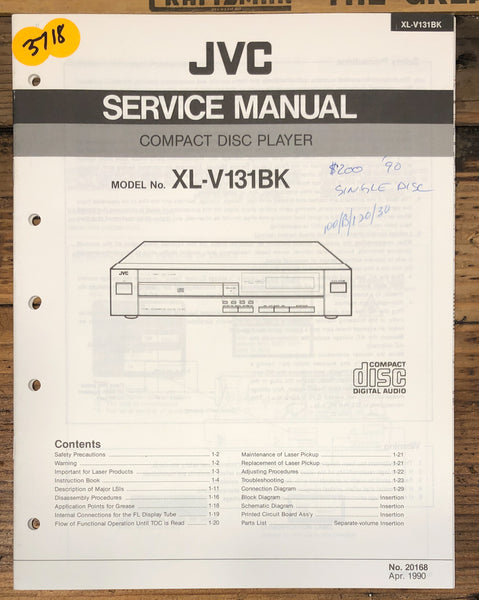 CRAFTSMAN
THE GREA
3718
XL-V131BK
JVC
SERVICE MANUAL
COMPACT DISC PLAYER
MODEL No. XL-V131BK
$200 '90
SINGLE DISC
100/B/120/30
JVC
COMPACT
disc
DIGITAL AUDIO
Contents
Safety Precautions 1-2
Warning 1-2
Important for Laser Products 1-3
Instruction Book 1-4
Description of Major LSIs 1-11
Disassembly Procedures 1-16
Application Points for Grease 1-18
Internal Connections for the FL Display Tube 1-19
Flow of Functional Operation Until TOC is Read 1-20
Maintenance of Laser Pickup 1-21
Replacement of Laser Pickup 1-21
Adjusting Procedures 1-22
Troubleshooting 1-23
Connection Diagram 1-29
Block Diagram Insertion
Schematic Diagram Insertion
Printed Circuit Board Ass'y Insertion
Parts List Separate-volume Insertion
No. 20168
Apr. 1990